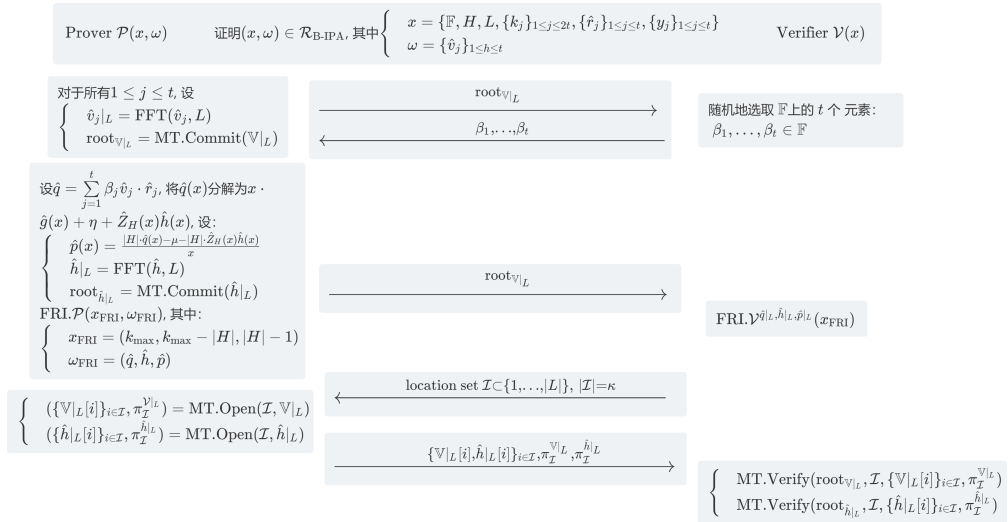 Prover 𝒫(x, ω) 证明(x, ω) ∈ ℛ_B-IPA, 其中 { x = {𝔽, H, L, {k_j}_{1≤j≤2t}, {r̂_j}_{1≤j≤t}, {y_j}_{1≤j≤t}} Verifier 𝒱(x)
ω = {v̂_j}_{1≤h≤t}
对于所有1 ≤ j ≤ t, 设
{ v̂_j|_L = FFT(v̂_j, L)
root_{𝕍|_L} = MT.Commit(𝕍|_L)
root_{𝕍|_L}
β_1,…,β_t
随机地选取 𝔽上的 t 个 元素：
β_1, . . . , β_t ∈ 𝔽
设q̂ = ∑_{j=1}^{t} β_j v̂_j · r̂_j, 将q̂(x)分解为x ·
ĝ(x) + η + Ẑ_H(x)ĥ(x), 设：
{ p̂(x) = \frac{|H|·q̂(x)−μ−|H|·Ẑ_H(x)ĥ(x)}{x}
ĥ|_L = FFT(ĥ, L)
root_{ĥ|_L} = MT.Commit(ĥ|_L)
root_{𝕍|_L}
FRI.𝒫(x_FRI, ω_FRI), 其中：
{ x_FRI = (k_max, k_max − |H|, |H| − 1)
ω_FRI = (q̂, ĥ, p̂)
FRI.𝒱^{q̂|_L, ĥ|_L, p̂|_L}(x_FRI)
location set ℐ⊂{1,…,|L|}, |ℐ|=κ
{ ({𝕍|_L[i]}_{i∈ℐ}, π_ℐ^{𝒱|_L}) = MT.Open(ℐ, 𝕍|_L)
({ĥ|_L[i]}_{i∈ℐ}, π_ℐ^{ĥ|_L}) = MT.Open(ℐ, ĥ|_L)
{𝕍|_L[i],ĥ|_L[i]}_{i∈ℐ},π_ℐ^{𝕍|_L},π_ℐ^{ĥ|_L}
{ MT.Verify(root_{𝕍|_L}, ℐ, {𝕍|_L[i]}_{i∈ℐ}, π_ℐ^{𝕍|_L})
MT.Verify(root_{ĥ|_L}, ℐ, {ĥ|_L[i]}_{i∈ℐ}, π_ℐ^{ĥ|_L})